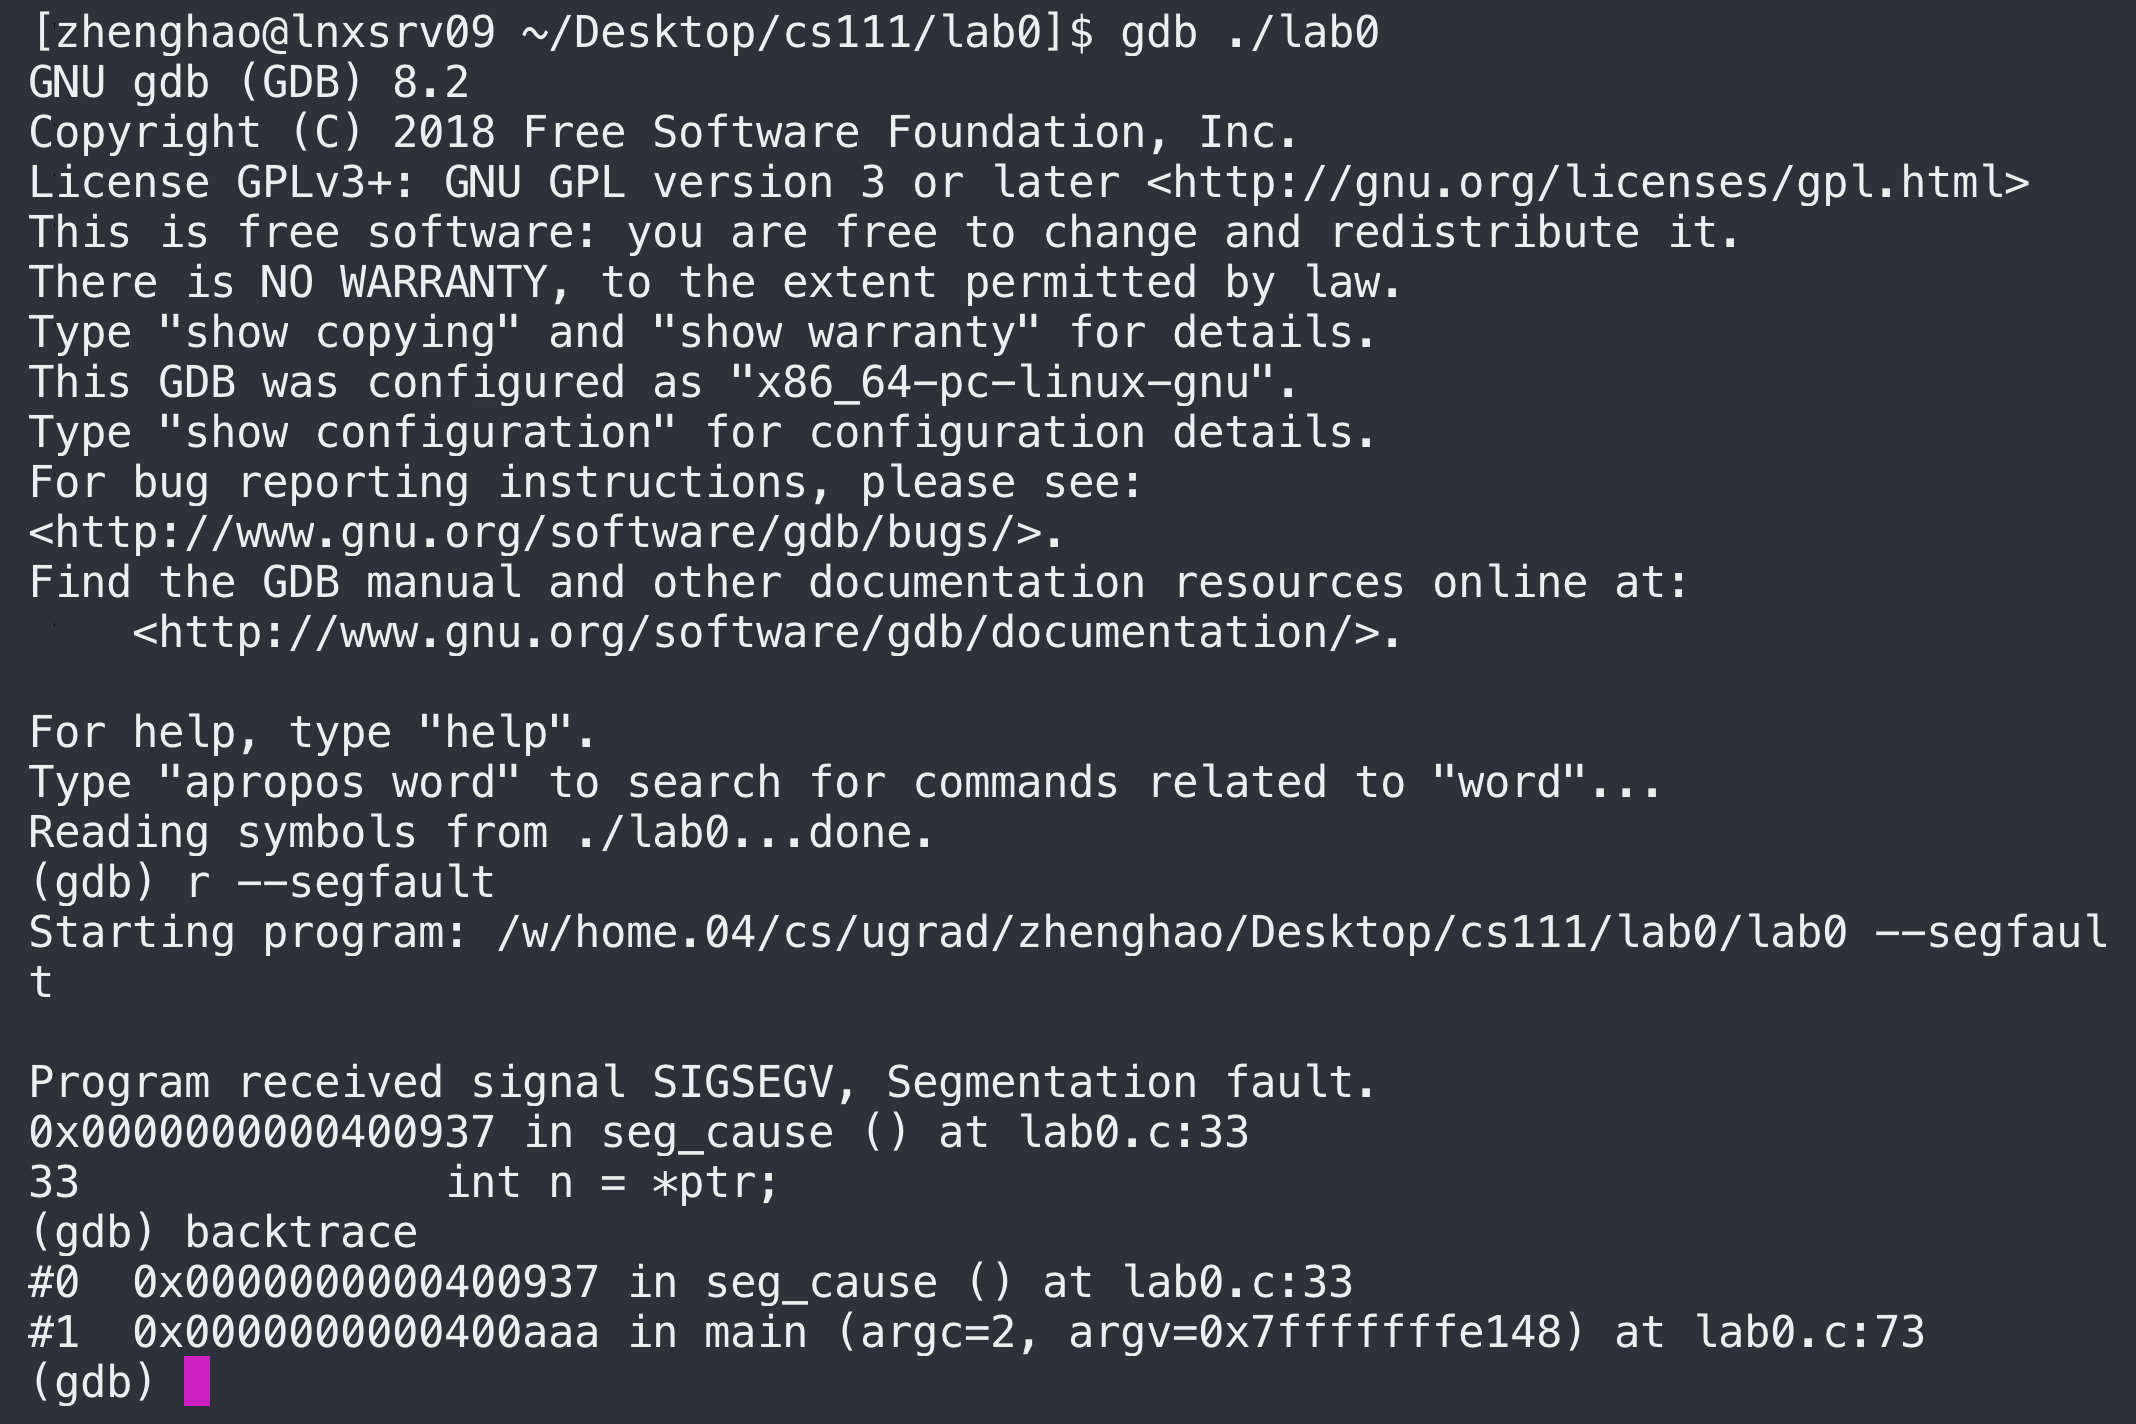 [zhenghao@lnxsrv09 ~/Desktop/cs111/lab0]$ gdb ./lab0
GNU gdb (GDB) 8.2
Copyright (C) 2018 Free Software Foundation, Inc.
License GPLv3+: GNU GPL version 3 or later <http://gnu.org/licenses/gpl.html>
This is free software: you are free to change and redistribute it.
There is NO WARRANTY, to the extent permitted by law.
Type "show copying" and "show warranty" for details.
This GDB was configured as "x86_64-pc-linux-gnu".
Type "show configuration" for configuration details.
For bug reporting instructions, please see:
<http://www.gnu.org/software/gdb/bugs/>.
Find the GDB manual and other documentation resources online at:
    <http://www.gnu.org/software/gdb/documentation/>.

For help, type "help".
Type "apropos word" to search for commands related to "word"...
Reading symbols from ./lab0...done.
(gdb) r --segfault
Starting program: /w/home.04/cs/ugrad/zhenghao/Desktop/cs111/lab0/lab0 --segfaul
t

Program received signal SIGSEGV, Segmentation fault.
0x0000000000400937 in seg_cause () at lab0.c:33
33              int n = *ptr;
(gdb) backtrace
#0  0x0000000000400937 in seg_cause () at lab0.c:33
#1  0x0000000000400aaa in main (argc=2, argv=0x7fffffffe148) at lab0.c:73
(gdb)